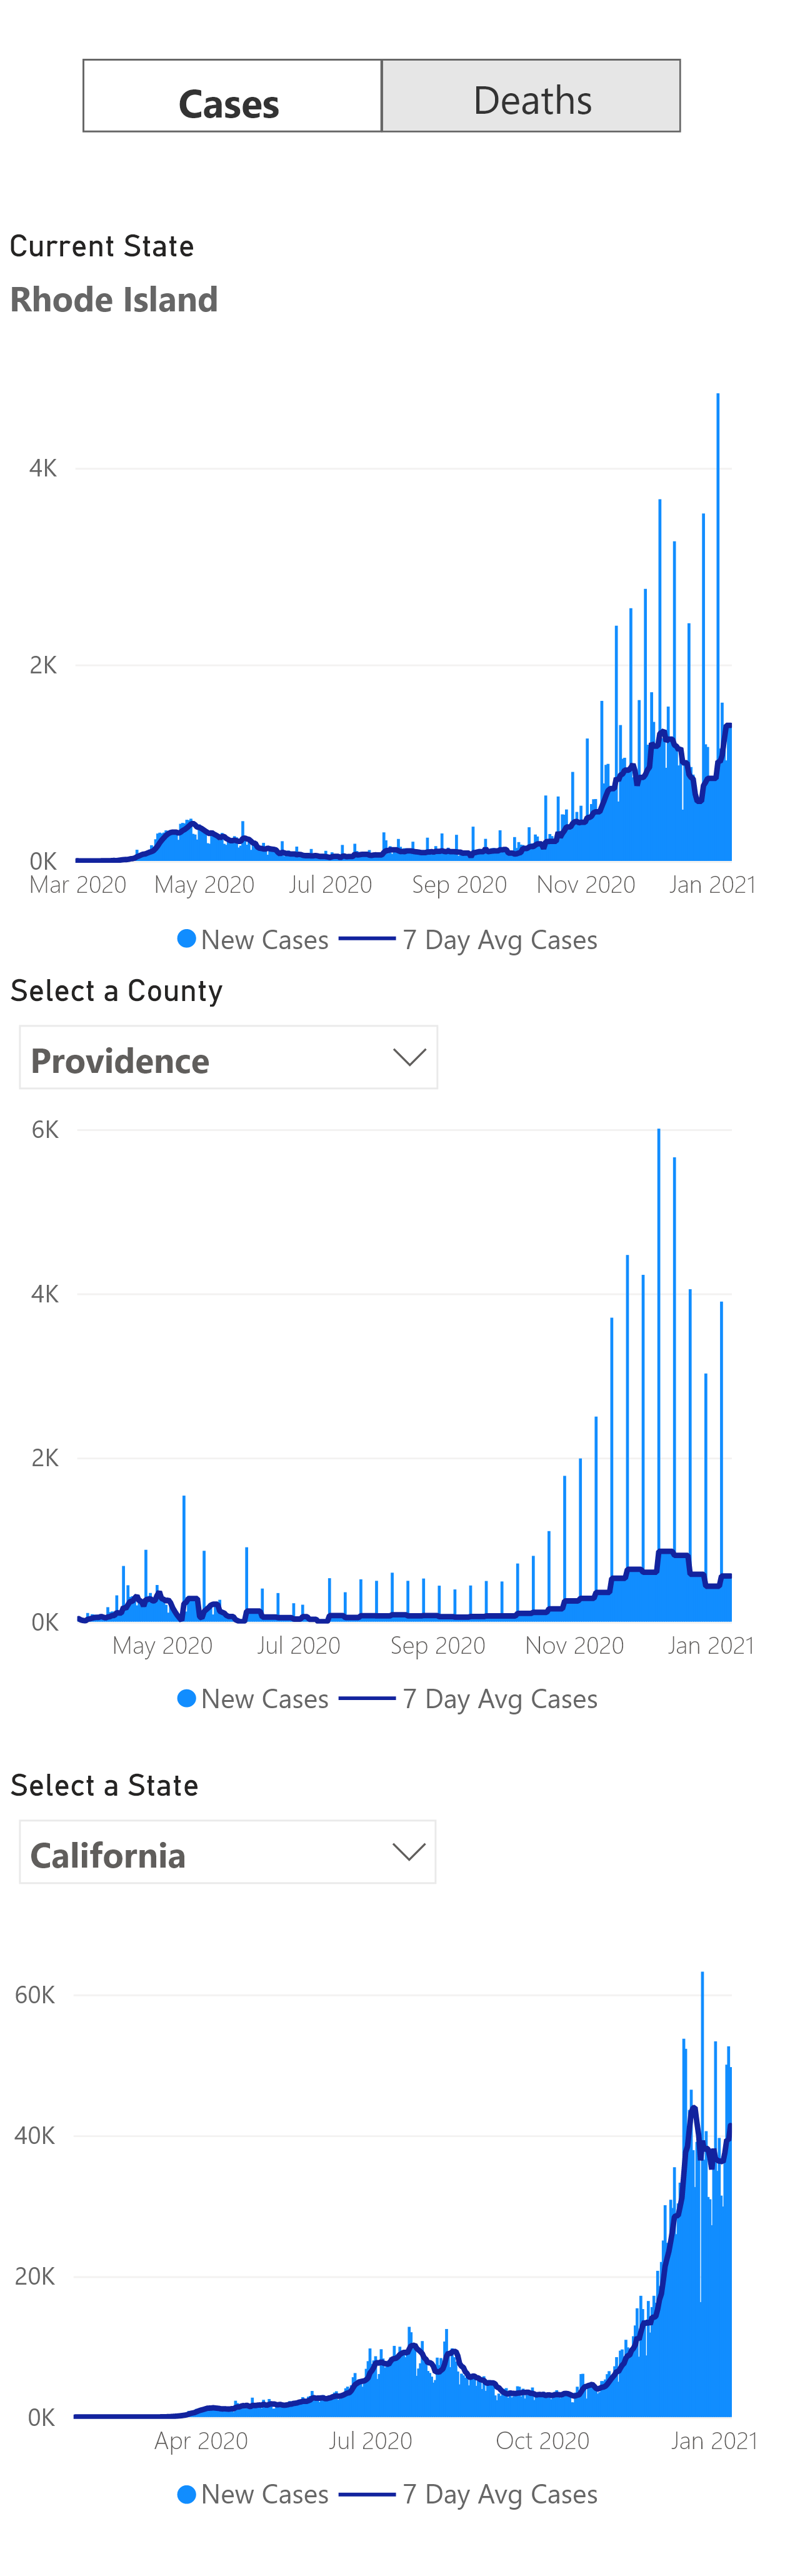 Cases Deaths
Current State
Rhode Island
4K
2K
0K
Mar 2020 May 2020 Jul 2020 Sep 2020 Nov 2020 Jan 2021
New Cases 7 Day Avg Cases
Select a County
Providence
6K
4K
2K
0K
May 2020 Jul 2020 Sep 2020 Nov 2020 Jan 2021
New Cases 7 Day Avg Cases
Select a State
California
60K
40K
20K
0K
Apr 2020 Jul 2020 Oct 2020 Jan 2021
New Cases 7 Day Avg Cases